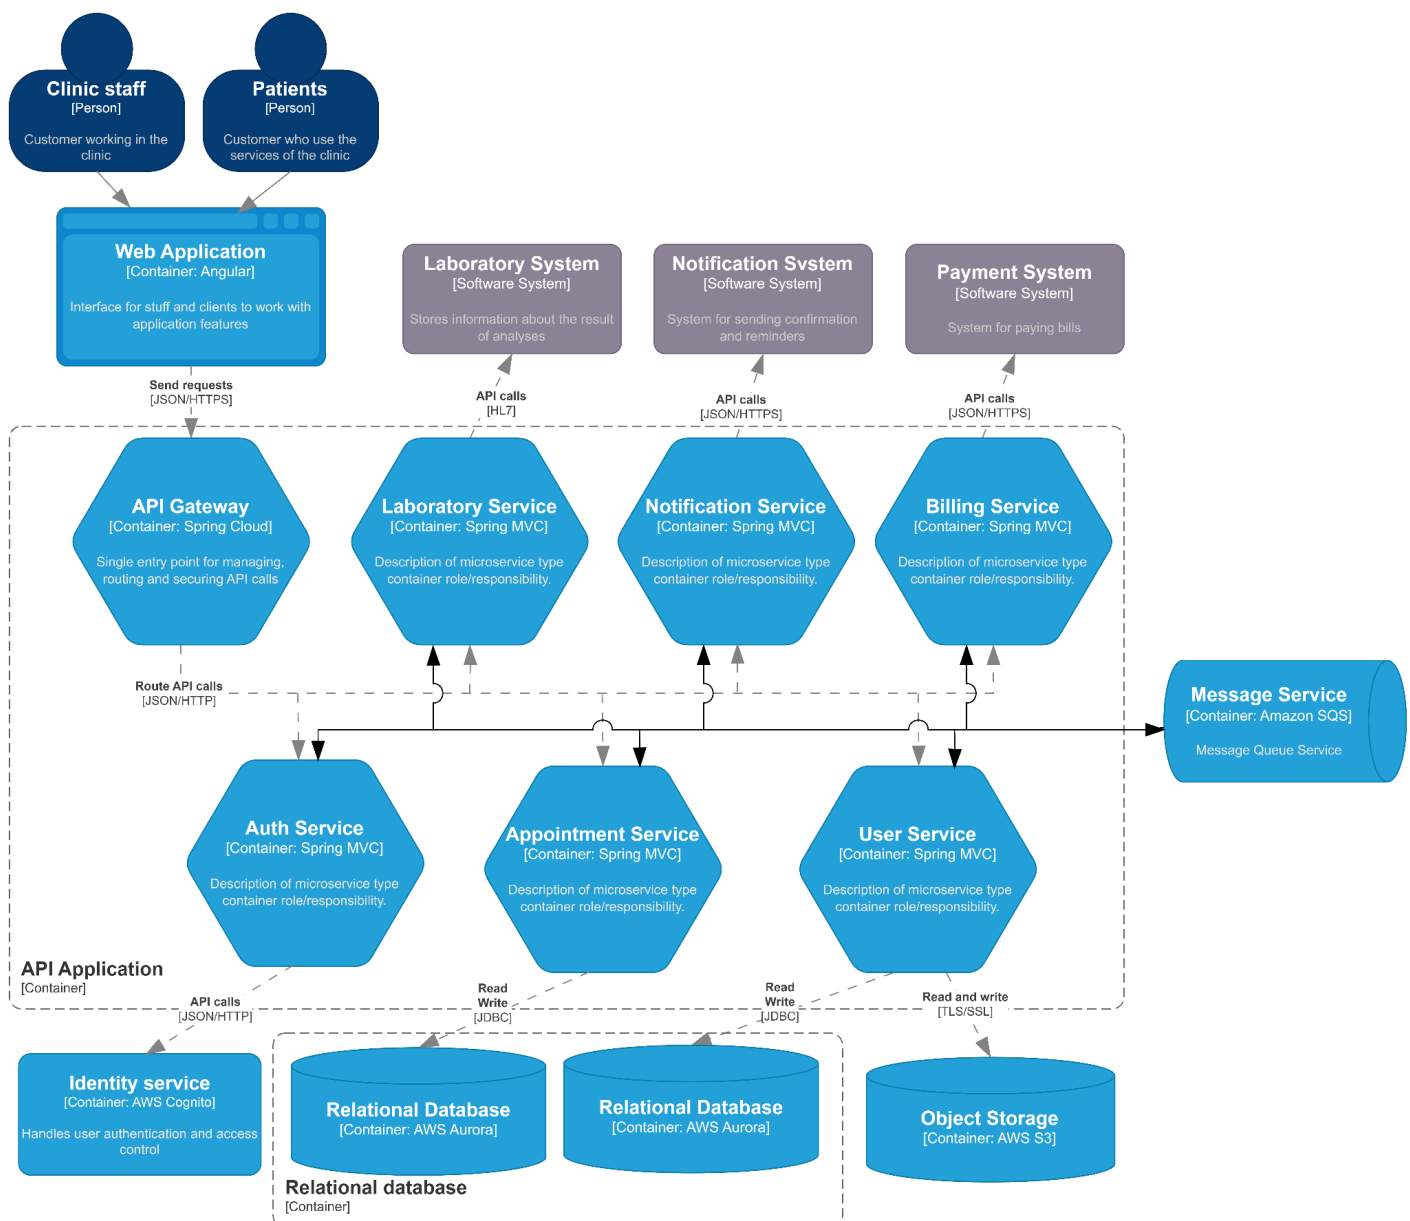 Clinic staff
[Person]
Customer working in the
clinic
Patients
[Person]
Customer who use the
services of the clinic
Web Application
[Container: Angular]
Interface for stuff and clients to work with
application features
Laboratory System
[Software System]
Stores information about the result
of analyses
Notification System
[Software System]
System for sending confirmation
and reminders
Payment System
[Software System]
System for paying bills
Send requests
[JSON/HTTPS]
API calls
[HL7]
API calls
[JSON/HTTPS]
API calls
[JSON/HTTPS]
API Gateway
[Container: Spring Cloud]
Single entry point for managing,
routing and securing API calls
Laboratory Service
[Container: Spring MVC]
Description of microservice type
container role/responsibility.
Notification Service
[Container: Spring MVC]
Description of microservice type
container role/responsibility.
Billing Service
[Container: Spring MVC]
Description of microservice type
container role/responsibility.
Route API calls
[JSON/HTTP]
Message Service
[Container: Amazon SQS]
Message Queue Service
Auth Service
[Container: Spring MVC]
Description of microservice type
container role/responsibility.
Appointment Service
[Container: Spring MVC]
Description of microservice type
container role/responsibility.
User Service
[Container: Spring MVC]
Description of microservice type
container role/responsibility.
API Application
[Container]
API calls
[JSON/HTTP]
Read
Write
[JDBC]
Read
Write
[JDBC]
Read and write
[TLS/SSL]
Identity service
[Container: AWS Cognito]
Handles user authentication and access
control
Relational Database
[Container: AWS Aurora]
Relational Database
[Container: AWS Aurora]
Object Storage
[Container: AWS S3]
Relational database
[Container]